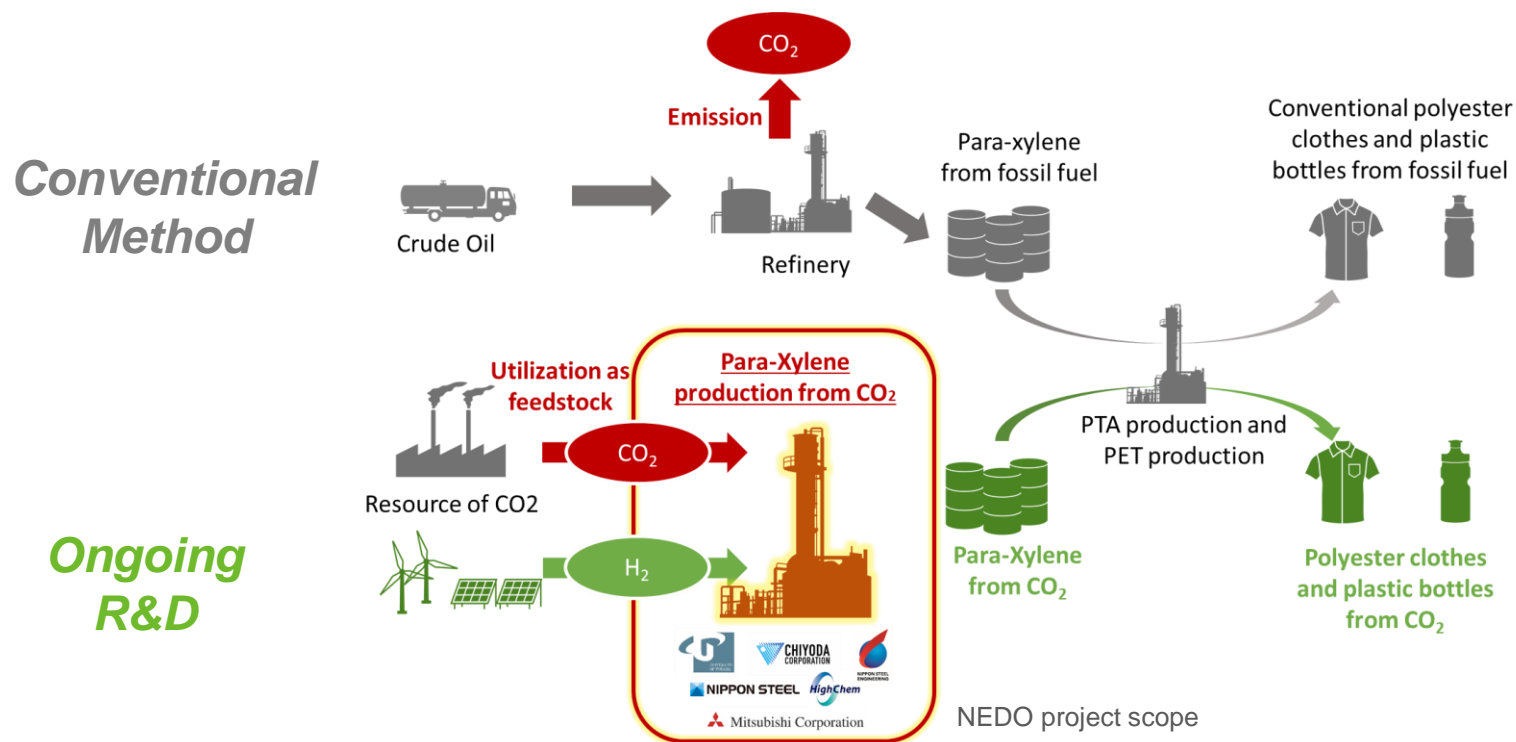 CO2
Emission
Conventional
Method
Crude Oil
Refinery
Para-xylene
from fossil fuel
Conventional polyester
clothes and plastic
bottles from fossil fuel
Utilization as
feedstock
Para-Xylene
production from CO2
CO2
Resource of CO2
PTA production and
PET production
Ongoing
R&D
H2
Para-Xylene
from CO2
Polyester clothes
and plastic bottles
from CO2
CHIYODA
CORPORATION
NIPPON STEEL
ENGINEERING
NIPPON STEEL
HighChem
Mitsubishi Corporation
NEDO project scope